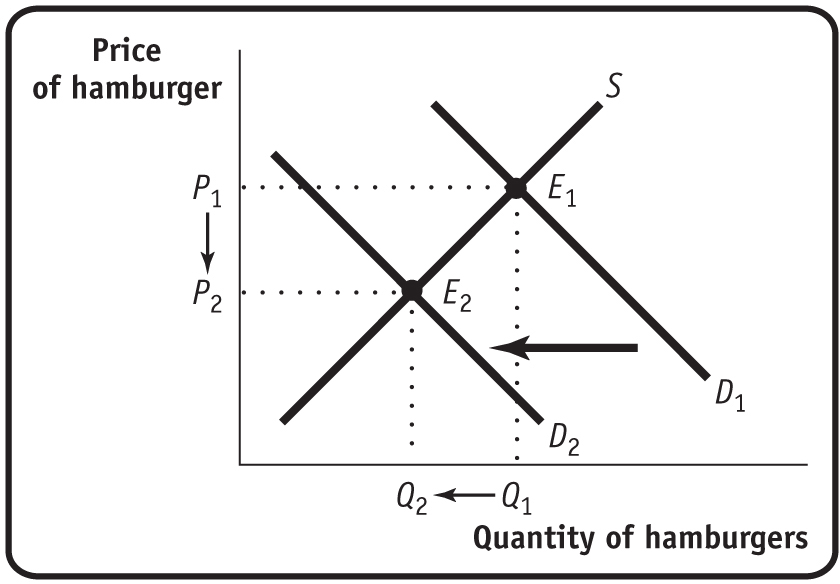 Price
of hamburger
S
P1
E1
P2
E2
D1
D2
Q2
Q1
Quantity of hamburgers